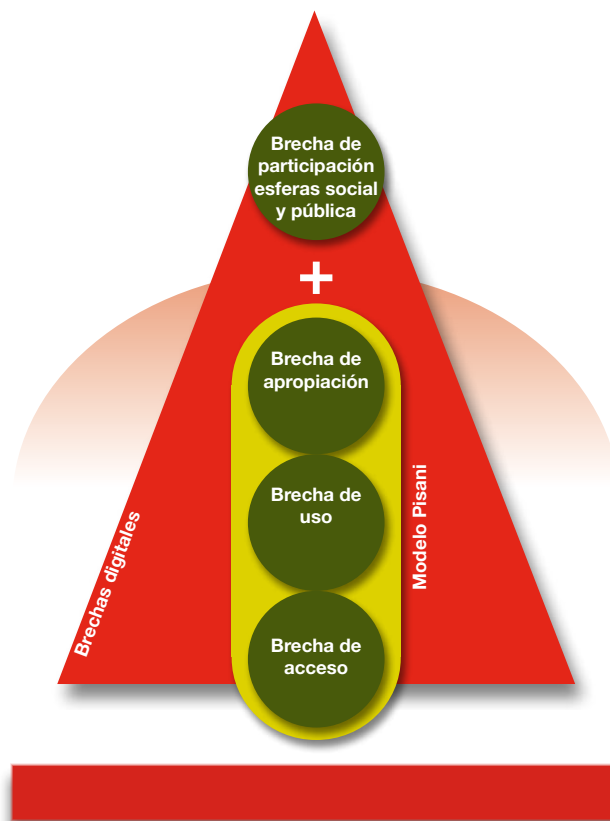 Brecha de
participación
esferas social
y pública
+
Brecha de
apropiación
Brecha de
uso
Brecha de
acceso
Modelo Pisani
Brechas digitales